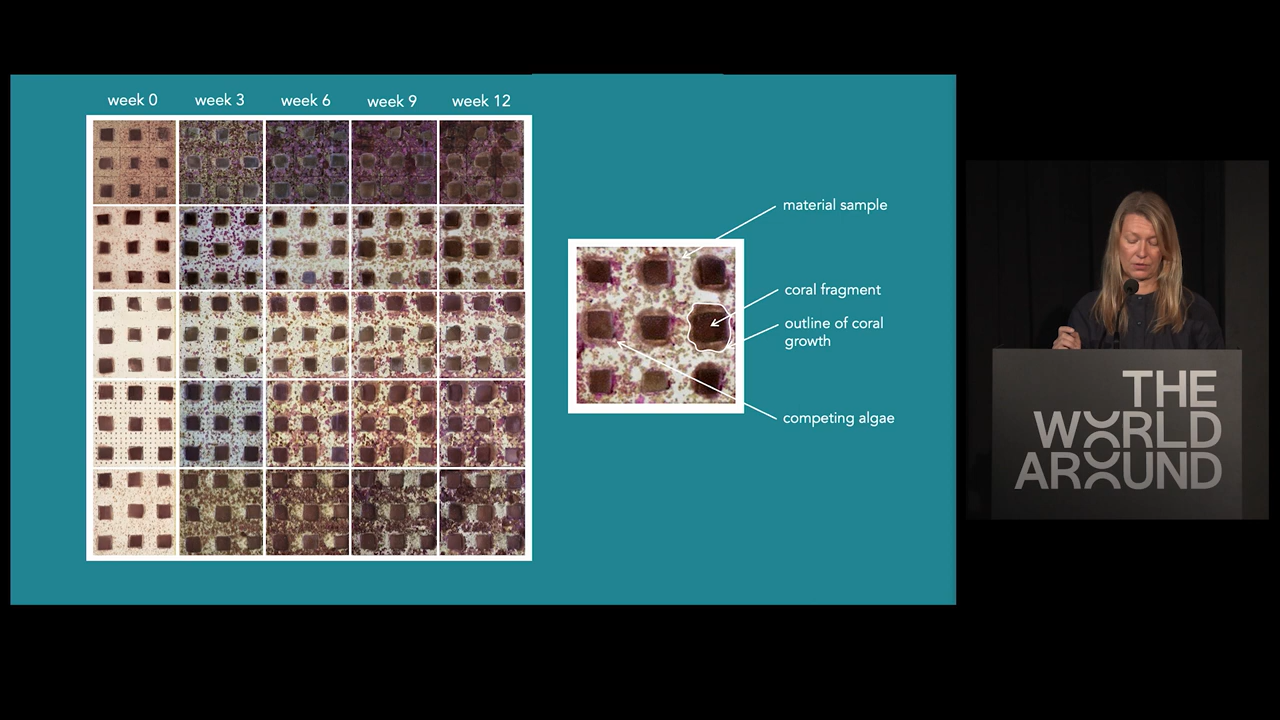 week 0
week 3
week 6
week 9
week 12
material sample
coral fragment
outline of coral
growth
competing algae
THE
WORLD
AROUND